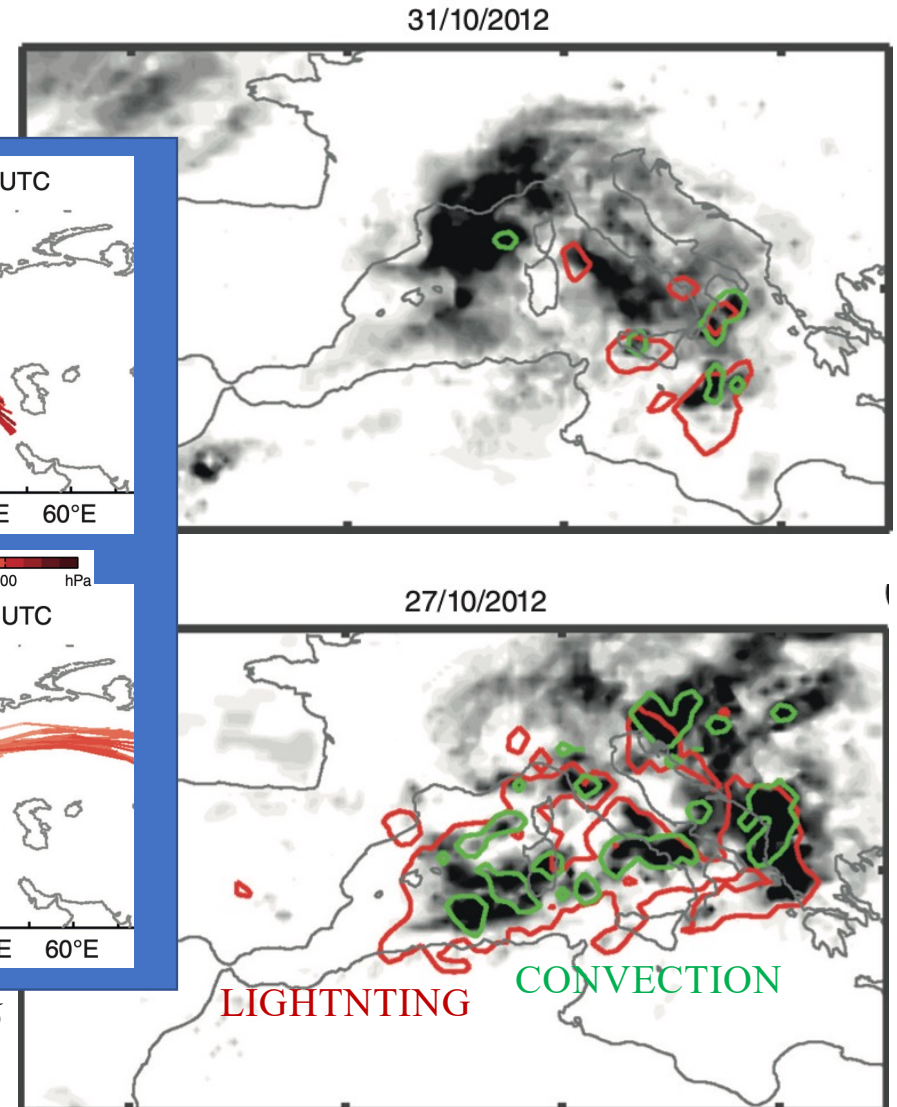 31/10/2012
UTC
E 60°E
00 hPa
UTC
27/10/2012
E 60°E
LIGHTNTING
CONVECTION